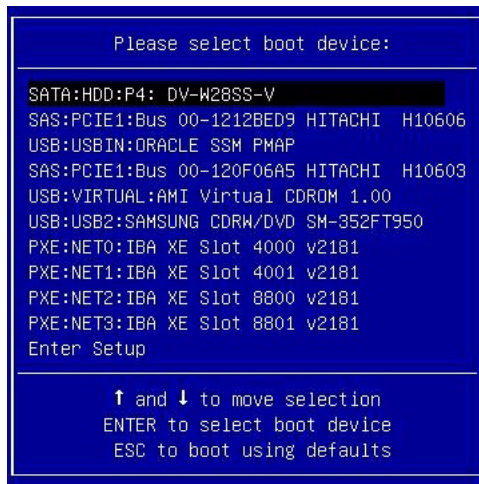 Please select boot device:
SATA:HDD:P4: DV-W28SS-V
SAS:PCIE1:Bus 00-1212BED9 HITACHI H10606
USB:USBIN:ORACLE SSM PMAP
SAS:PCIE1:Bus 00-120F06A5 HITACHI H10603
USB:VIRTUAL:AMI Virtual CDROM 1.00
USB:USB2:SAMSUNG CDRW/DVD SM-352FT950
PXE:NET0:IBA XE Slot 4000 v2181
PXE:NET1:IBA XE Slot 4001 v2181
PXE:NET2:IBA XE Slot 8800 v2181
PXE:NET3:IBA XE Slot 8801 v2181
Enter Setup
↑ and ↓ to move selection
ENTER to select boot device
ESC to boot using defaults